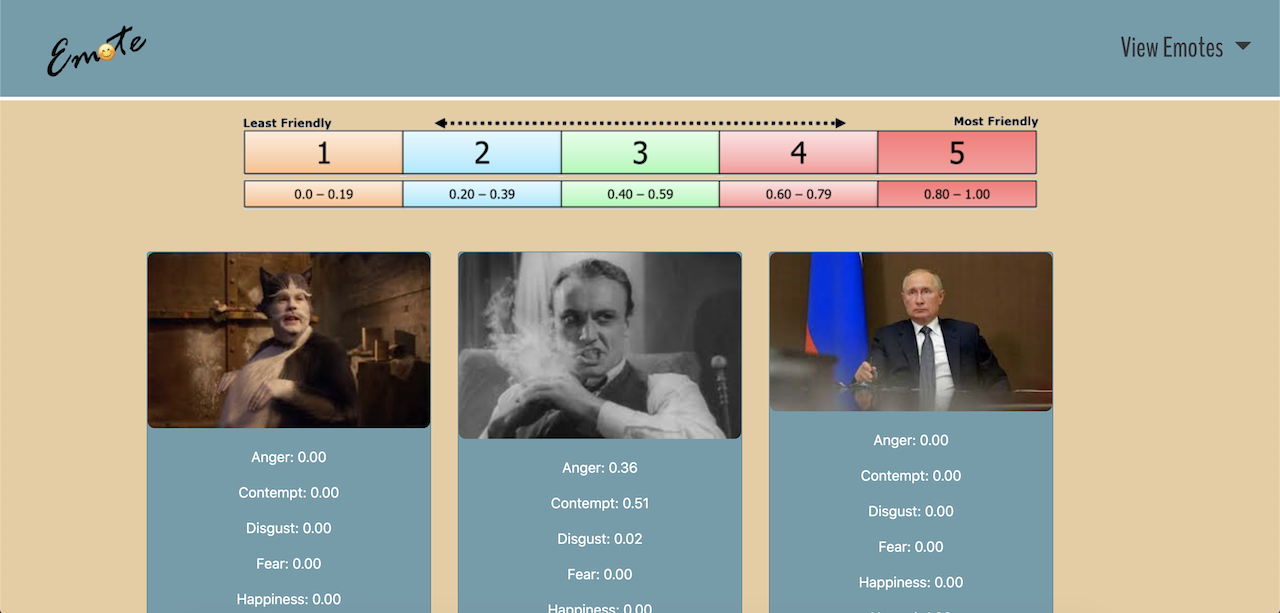 Emote
View Emotes
Least Friendly
Most Friendly
1 2 3 4 5
0.0 – 0.19 0.20 – 0.39 0.40 – 0.59 0.60 – 0.79 0.80 – 1.00
Anger: 0.00
Contempt: 0.00
Disgust: 0.00
Fear: 0.00
Happiness: 0.00
Anger: 0.36
Contempt: 0.51
Disgust: 0.02
Fear: 0.00
Happiness: 0.00
Anger: 0.00
Contempt: 0.00
Disgust: 0.00
Fear: 0.00
Happiness: 0.00